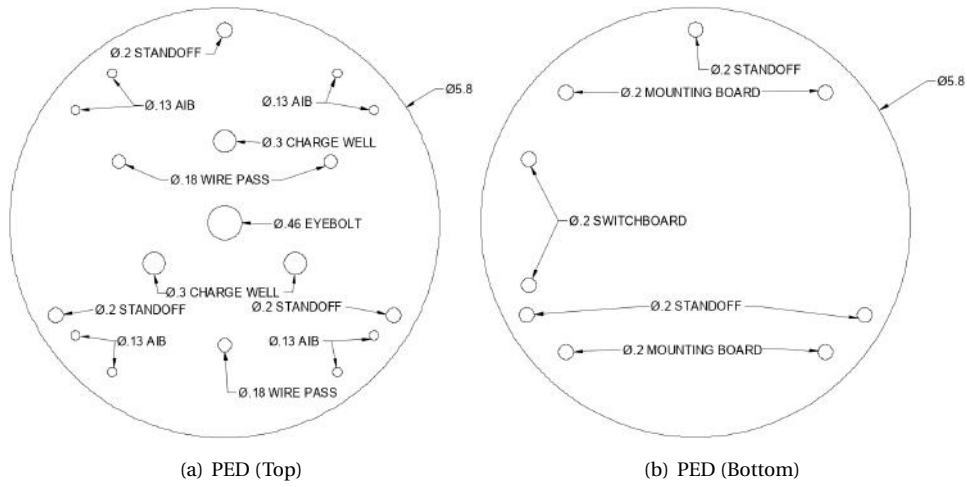 Ø.2 STANDOFF
Ø.13 AIB
Ø.13 AIB
Ø5.8
Ø.3 CHARGE WELL
Ø.18 WIRE PASS
Ø.46 EYEBOLT
Ø.3 CHARGE WELL
Ø.2 STANDOFF
Ø.2 STANDOFF
Ø.13 AIB
Ø.13 AIB
Ø.18 WIRE PASS
(a) PED (Top)
Ø.2 STANDOFF
Ø5.8
Ø.2 MOUNTING BOARD
Ø.2 SWITCHBOARD
Ø.2 STANDOFF
Ø.2 MOUNTING BOARD
(b) PED (Bottom)